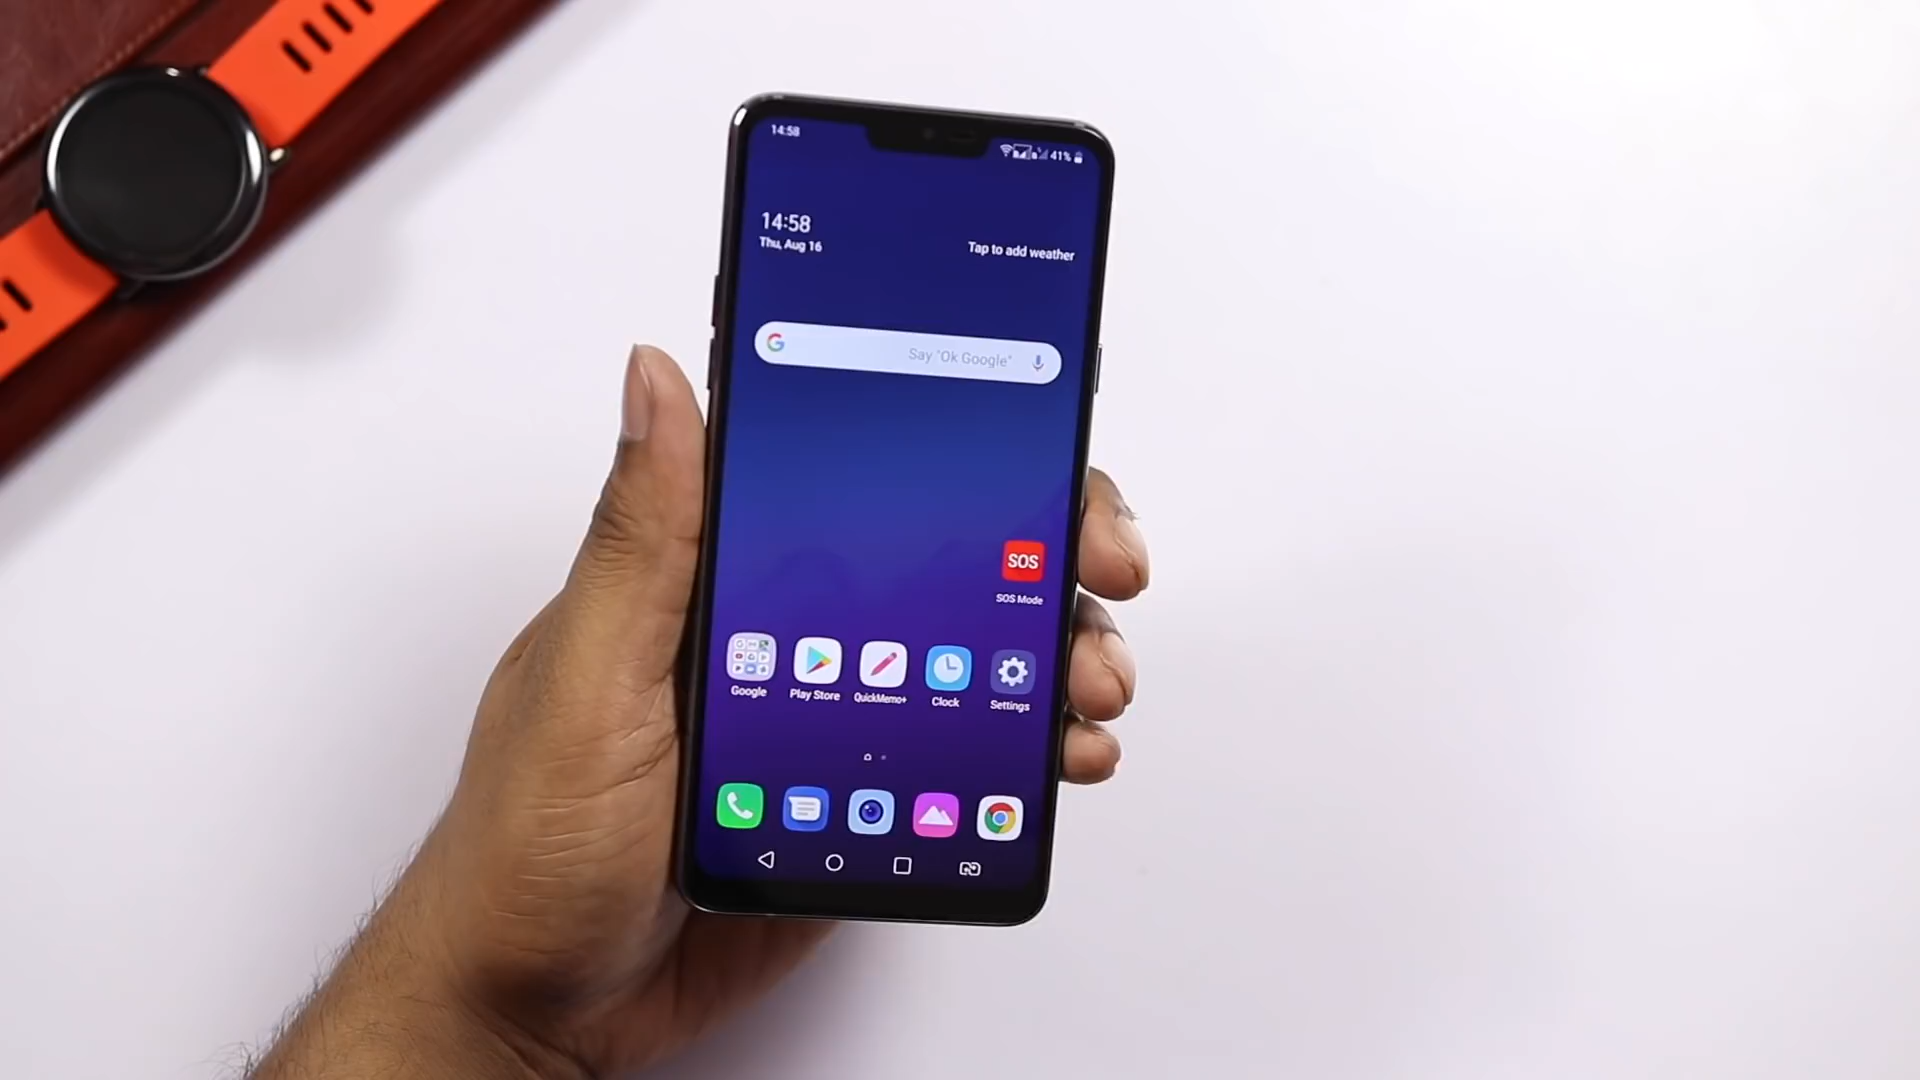 14:58
41%
14:58
Thu, Aug 16
Tap to add weather
Say "Ok Google"
SOS
SOS Mode
Google
Play Store
QuickMemo+
Clock
Settings